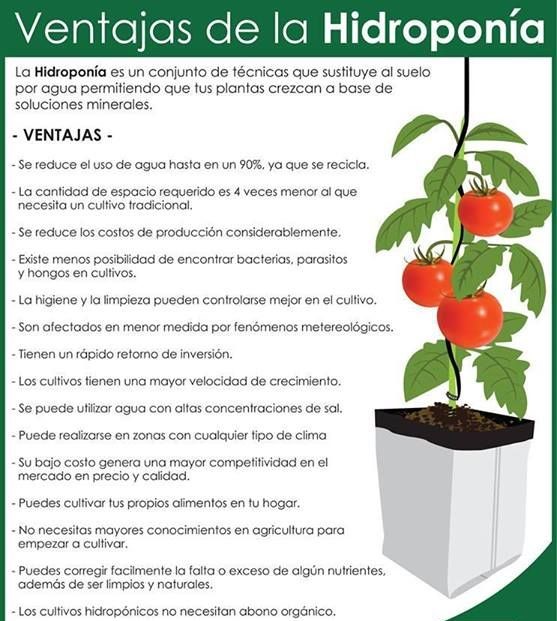 Ventajas de la Hidroponía
La Hidroponía es un conjunto de técnicas que sustituye al suelo
por agua permitiendo que tus plantas crezcan a base de
soluciones minerales.
- VENTAJAS -
- Se reduce el uso de agua hasta en un 90%, ya que se recicla.
- La cantidad de espacio requerido es 4 veces menor al que
necesita un cultivo tradicional.
- Se reduce los costos de producción considerablemente.
- Existe menos posibilidad de encontrar bacterias, parasitos
y hongos en cultivos.
- La higiene y la limpieza pueden controlarse mejor en el cultivo.
- Son afectados en menor medida por fenómenos metereológicos.
- Tienen un rápido retorno de inversión.
- Los cultivos tienen una mayor velocidad de crecimiento.
- Se puede utilizar agua con altas concentraciones de sal.
- Puede realizarse en zonas con cualquier tipo de clima
- Su bajo costo genera una mayor competitividad en el
mercado en precio y calidad.
- Puedes cultivar tus propios alimentos en tu hogar.
- No necesitas mayores conocimientos en agricultura para
empezar a cultivar.
- Puedes corregir facilmente la falta o exceso de algún nutrientes,
además de ser limpios y naturales.
- Los cultivos hidropónicos no necesitan abono orgánico.